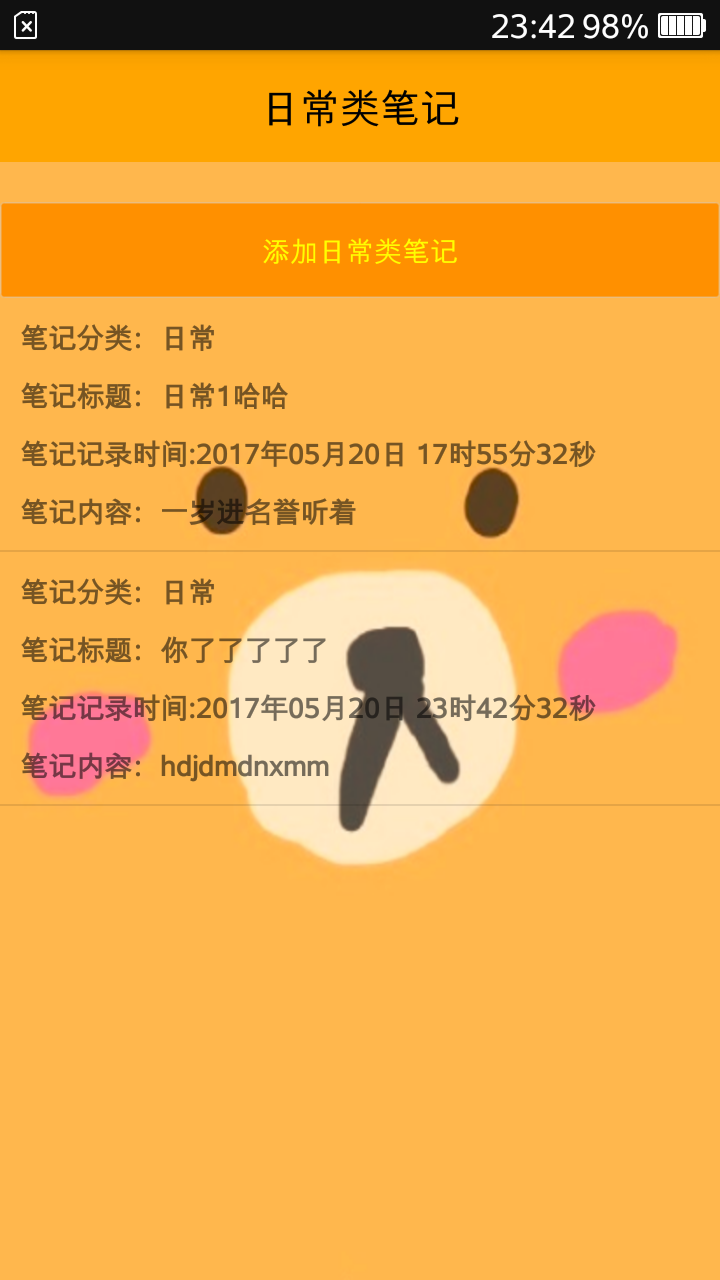 23:42 98%
日常类笔记
添加日常类笔记
笔记分类：日常
笔记标题：日常1哈哈
笔记记录时间:2017年05月20日 17时55分32秒
笔记内容：一岁进名誉听着
笔记分类：日常
笔记标题：你了了了了了
笔记记录时间:2017年05月20日 23时42分32秒
笔记内容：hdjdmdnxmm